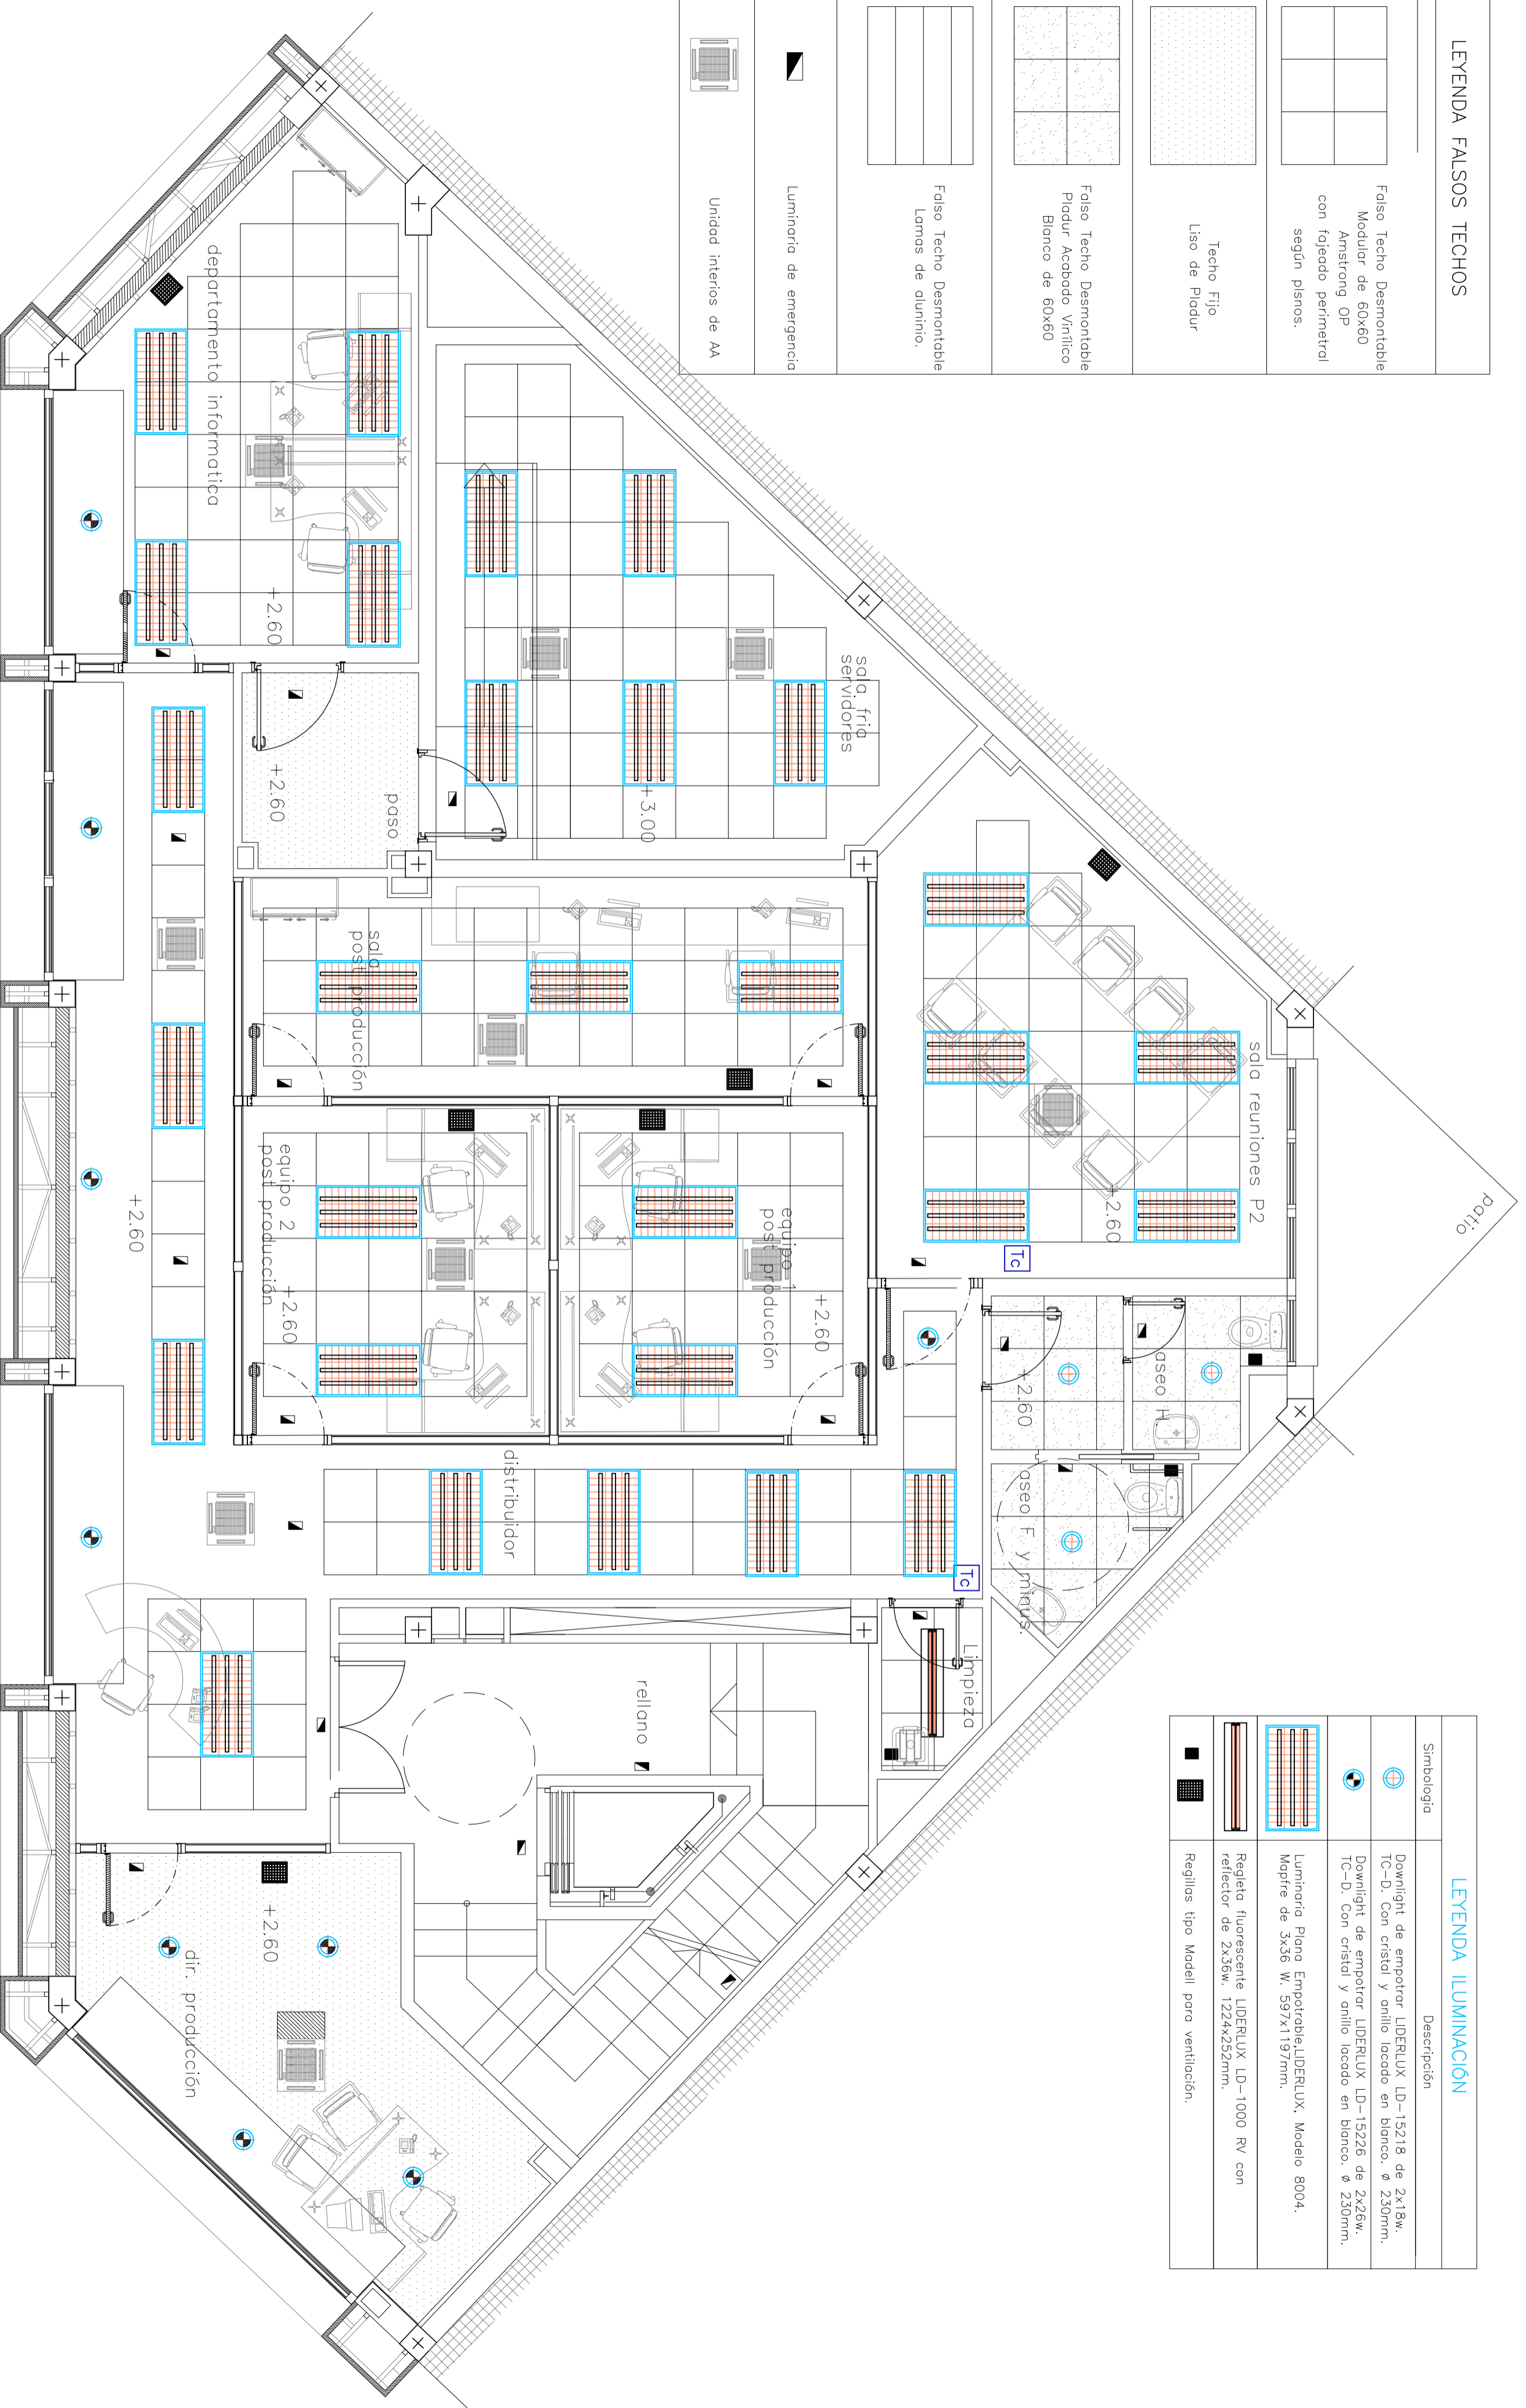 LEYENDA FALSOS TECHOS
Falso Techo Desmontable
Modular de 60x60
Amstrong OP
con fajeado perimetral
según plsnos.
Techo Fijo
Liso de Pladur
Falso Techo Desmontable
Pladur Acabado Vinílico
Blanco de 60x60
Falso Techo Desmontable
Lamas de aluminio.
Luminaria de emergencia
Unidad interios de AA
patio
sala reuniones P2
+2.60
Tc
aseo H.
+2.60
aseo F y minus.
sala fria
servidores
+3.00
equipo 1
post producción
+2.60
Tc
Limpieza
paso
+2.60
sala
post producción
equipo 2
post producción
+2.60
distribuidor
rellano
departamento informatica
+2.60
+2.60
+2.60
dir. producción
LEYENDA ILUMINACIÓN
Simbología
Descripción
Downlight de empotrar LIDERLUX LD-15218 de 2x18w.
TC-D. Con cristal y anillo lacado en blanco. ø 230mm.
Downlight de empotrar LIDERLUX LD-15226 de 2x26w.
TC-D. Con cristal y anillo lacado en blanco. ø 230mm.
Luminaria Plana Empotrable,LIDERLUX, Modelo 8004.
Mapfre de 3x36 W. 597x1197mm.
Regleta fluorescente LIDERLUX LD-1000 RV con
reflector de 2x36w. 1224x252mm.
Regillas tipo Madell para ventilación.